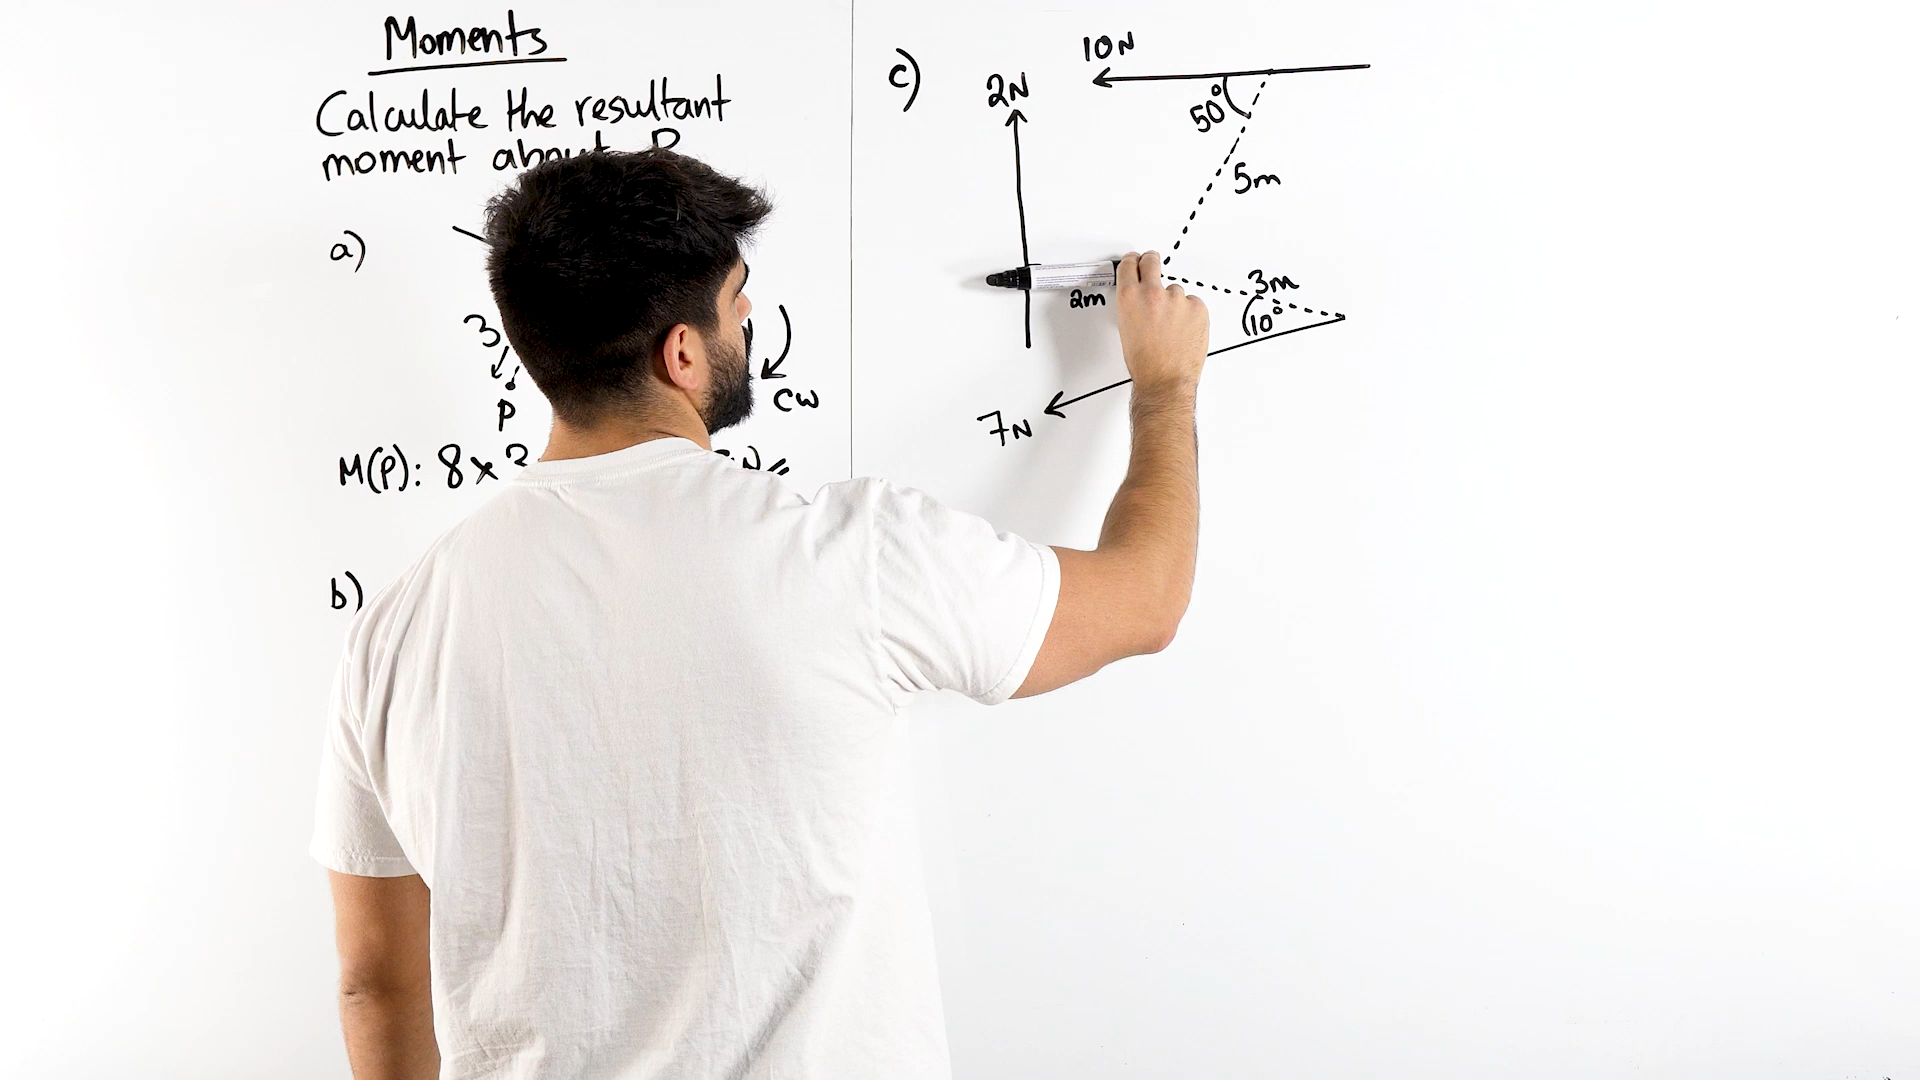 Moments
Calculate the resultant
moment about P
a)
3
P
CW
M(P): 8 x 3
b)
c)
10N
2N
50°
5m
3m
2m
10°
7N